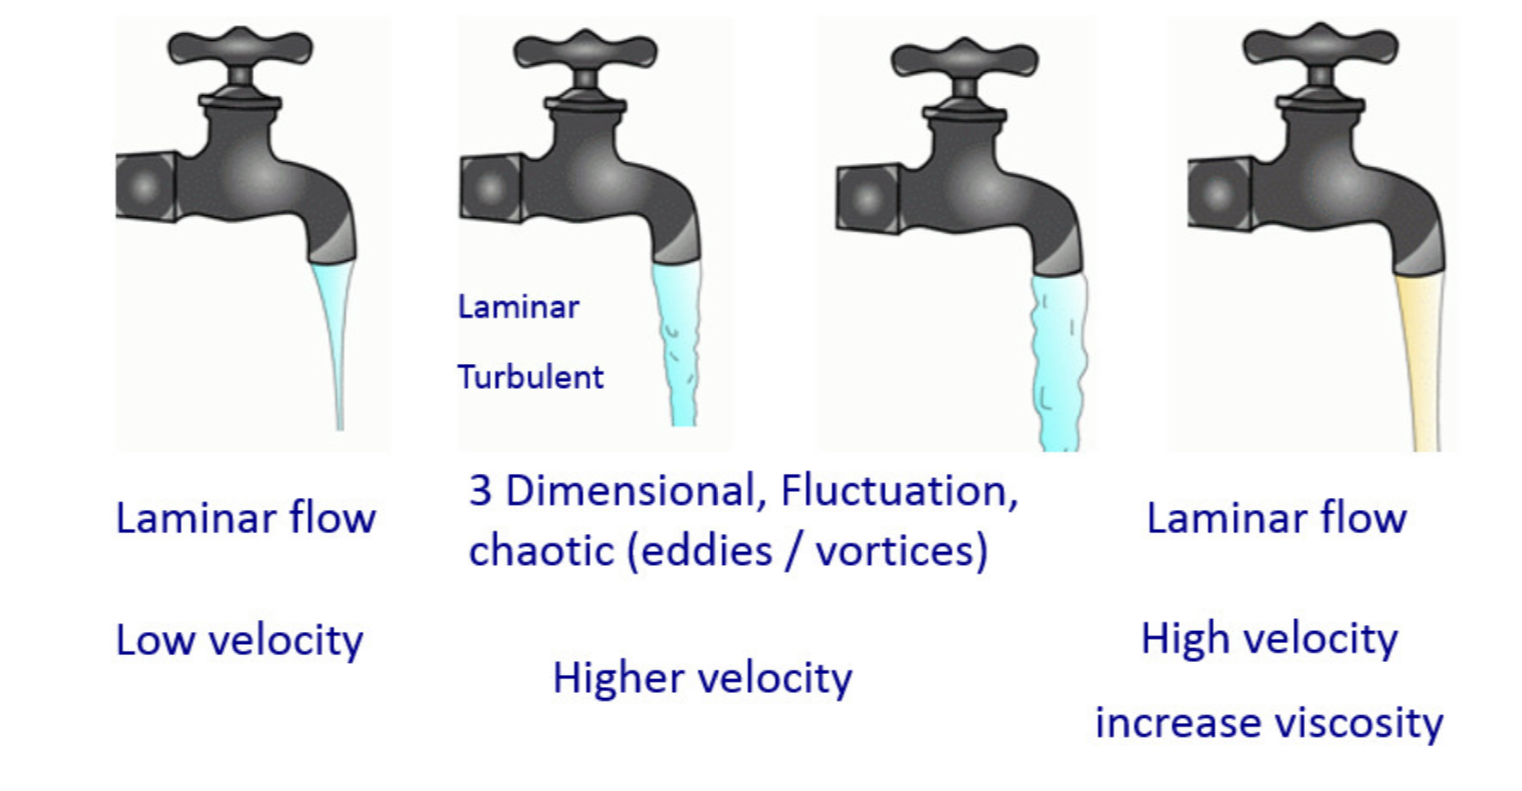 Laminar
Turbulent
Laminar flow
Low velocity
3 Dimensional, Fluctuation,
chaotic (eddies / vortices)
Higher velocity
Laminar flow
High velocity
increase viscosity